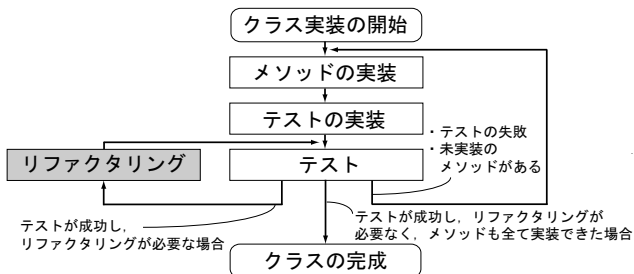 クラス実装の開始
メソッドの実装
テストの実装
・テストの失敗
・未実装の
メソッドがある
リファクタリング
テスト
テストが成功し,
リファクタリングが必要な場合
テストが成功し, リファクタリングが
必要なく, メソッドも全て実装できた場合
クラスの完成